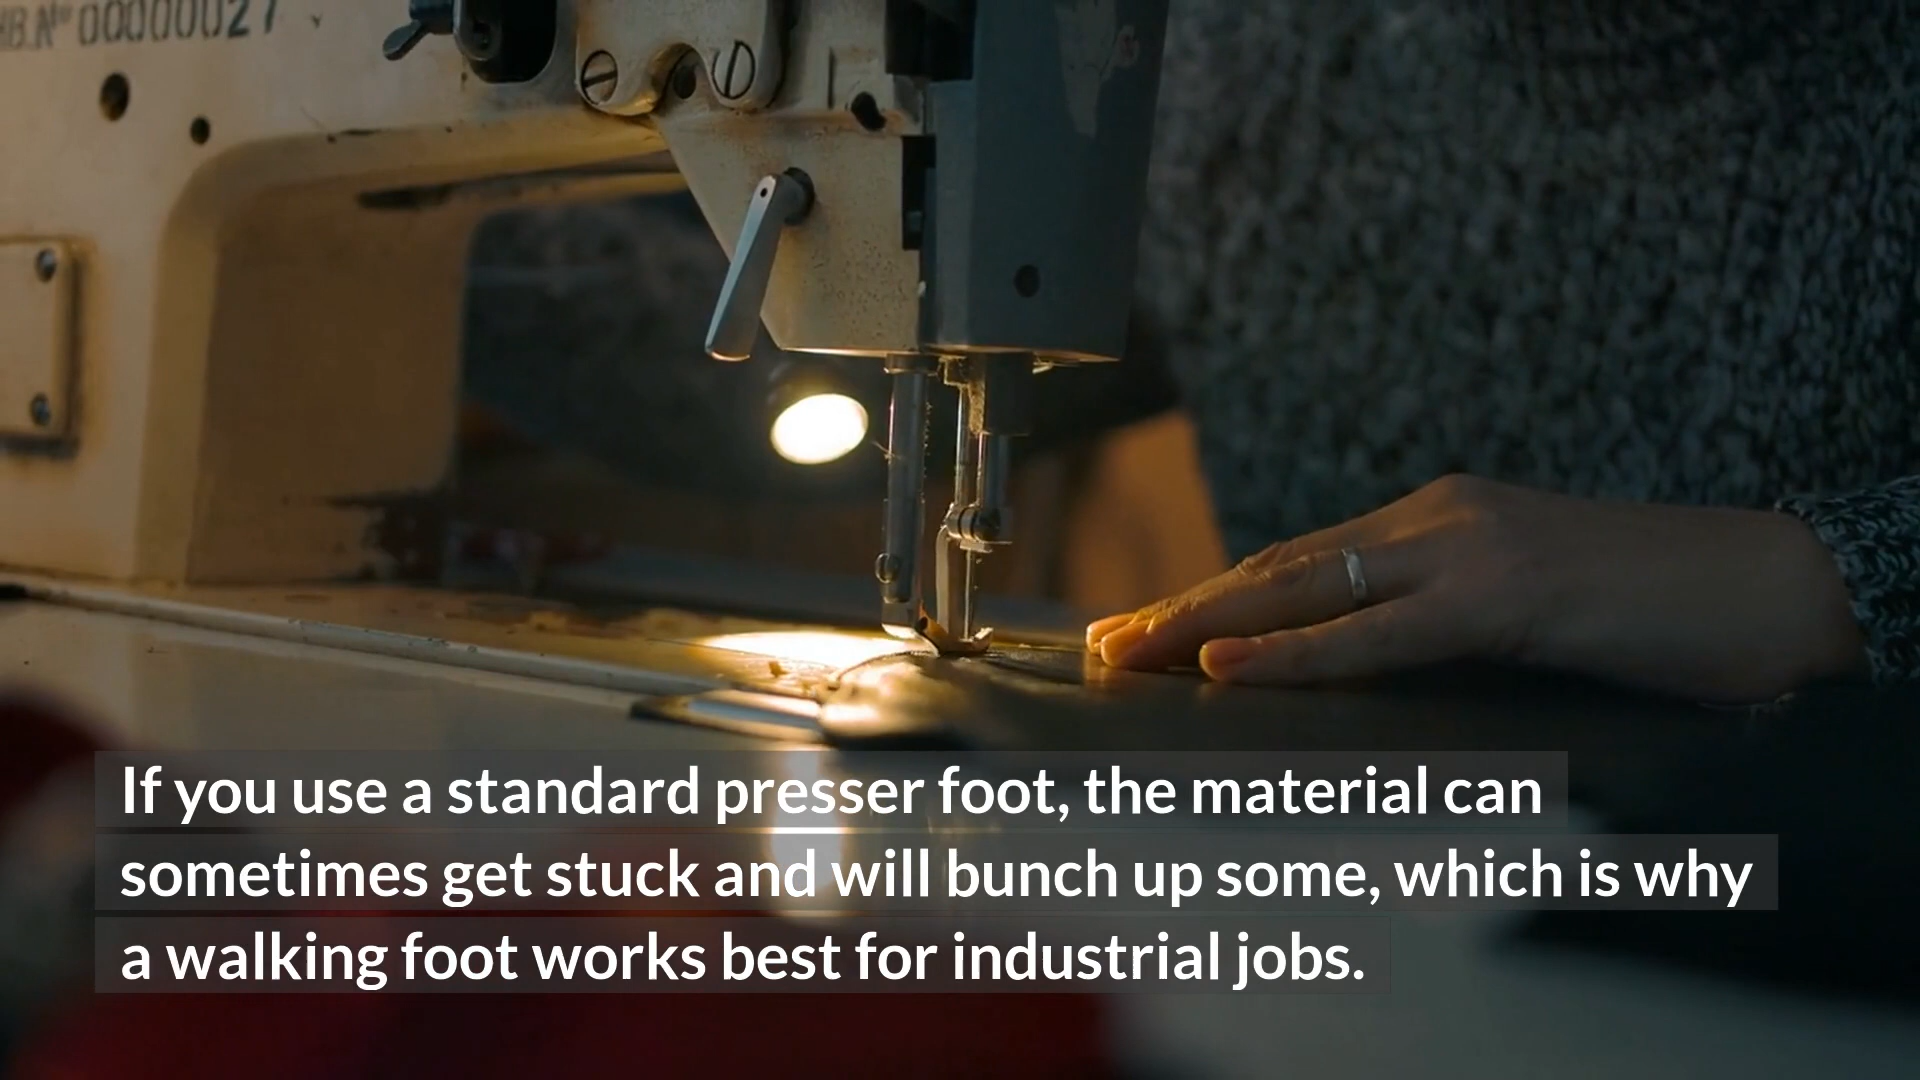 00000027
If you use a standard presser foot, the material can
sometimes get stuck and will bunch up some, which is why
a walking foot works best for industrial jobs.